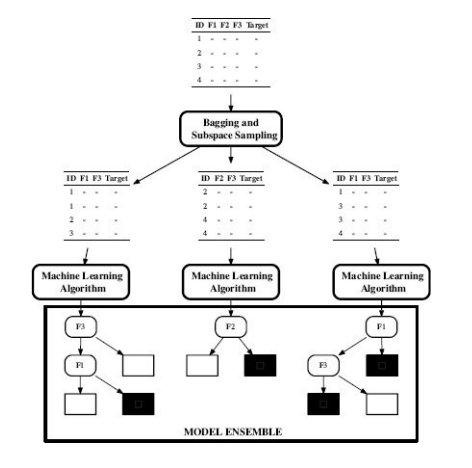 ID F1 F2 F3 Target
1 - - - -
2 - - - -
3 - - - -
4 - - - -
Bagging and
Subspace Sampling
ID F1 F3 Target
1 - - -
1 - - -
2 - - -
3 - - -
ID F2 F3 Target
2 - - -
2 - - -
4 - - -
4 - - -
ID F1 F3 Target
1 - - -
3 - - -
3 - - -
4 - - -
Machine Learning
Algorithm
Machine Learning
Algorithm
Machine Learning
Algorithm
F3
F2
F1
F1
F3
MODEL ENSEMBLE